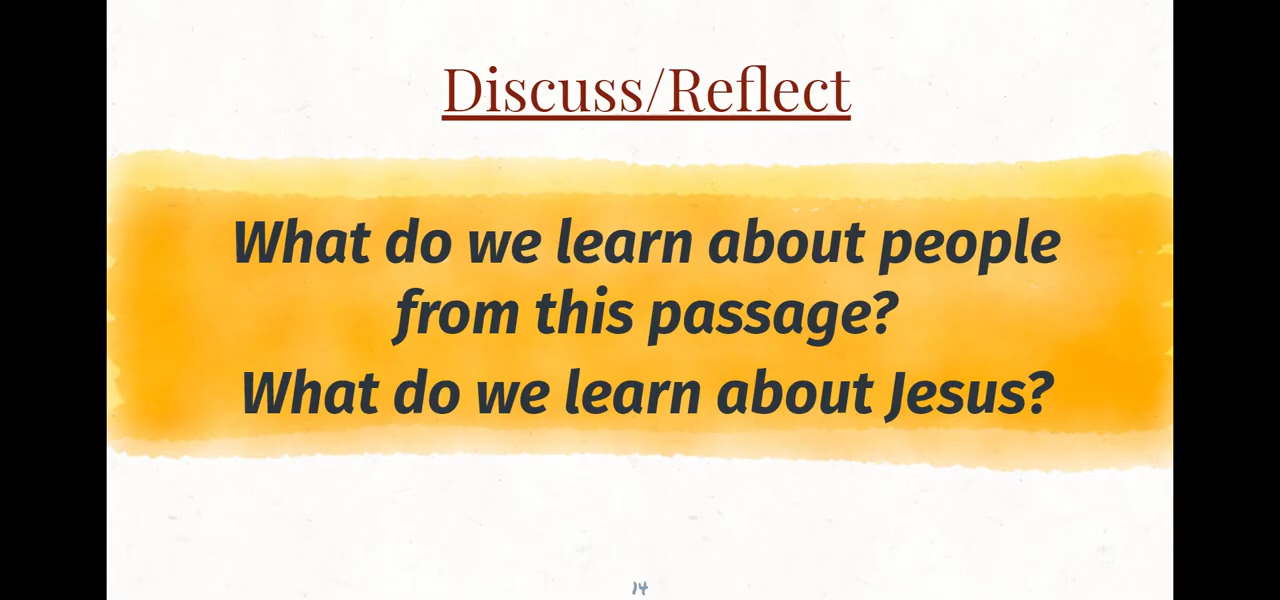 Discuss/Reflect
What do we learn about people
from this passage?
What do we learn about Jesus?
14